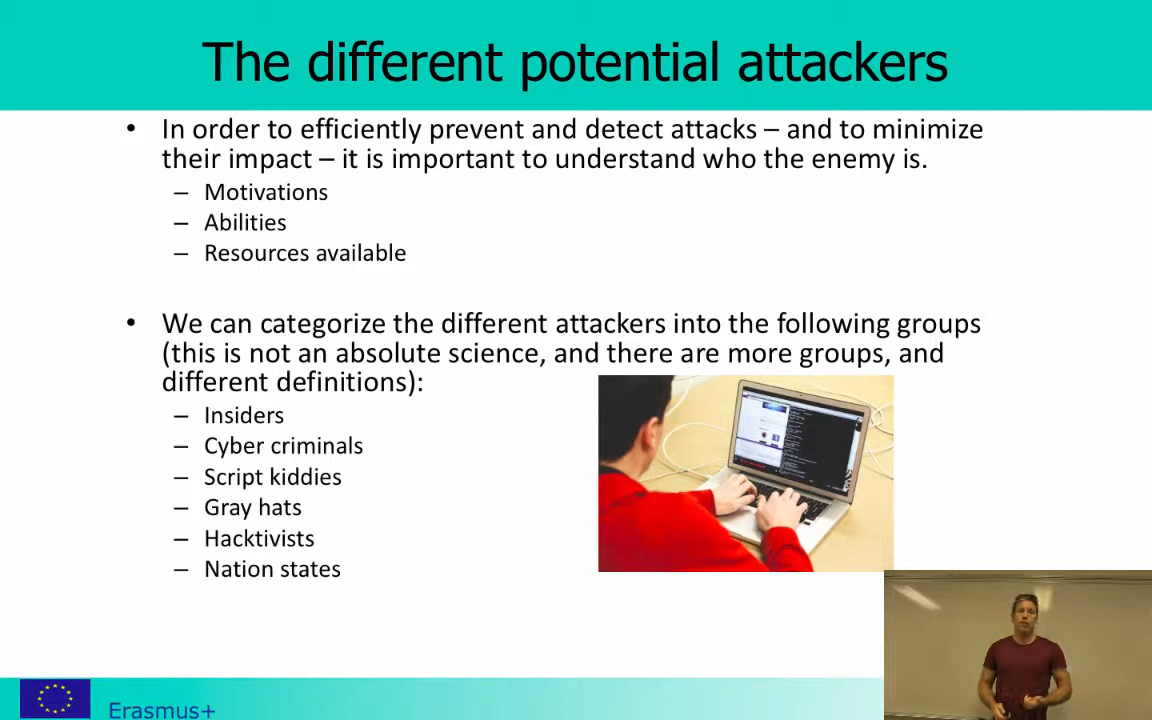 The different potential attackers
• In order to efficiently prevent and detect attacks – and to minimize
their impact – it is important to understand who the enemy is.
– Motivations
– Abilities
– Resources available
• We can categorize the different attackers into the following groups
(this is not an absolute science, and there are more groups, and
different definitions):
– Insiders
– Cyber criminals
– Script kiddies
– Gray hats
– Hacktivists
– Nation states
Erasmus+